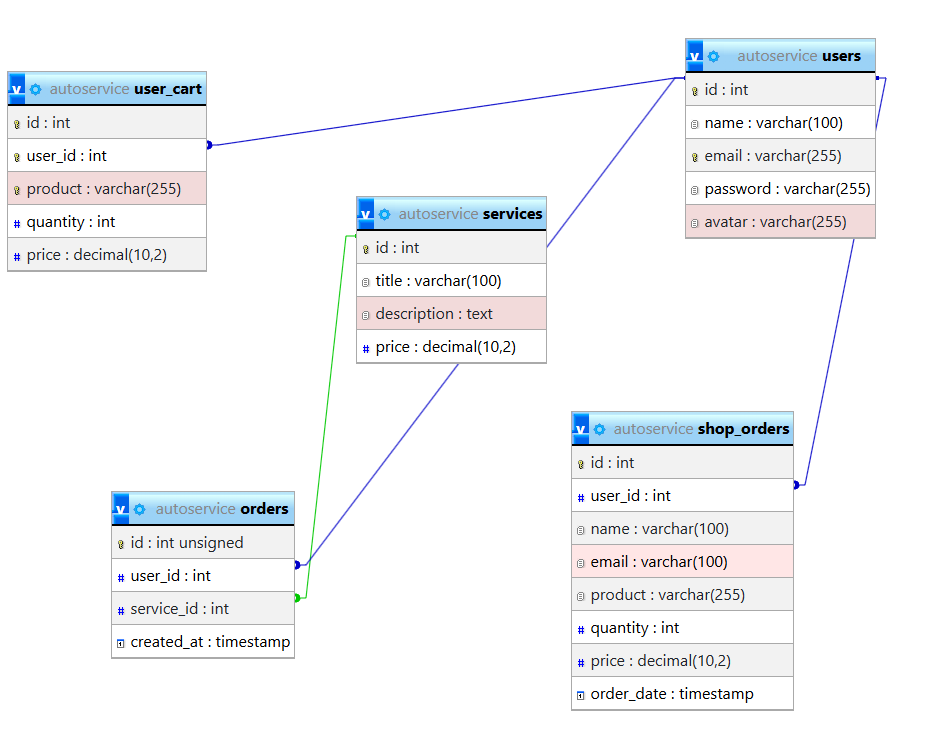 v autoservice users
id : int
name : varchar(100)
email : varchar(255)
password : varchar(255)
avatar : varchar(255)
v autoservice user_cart
id : int
user_id : int
product : varchar(255)
# quantity : int
# price : decimal(10,2)
v autoservice services
id : int
title : varchar(100)
description : text
# price : decimal(10,2)
v autoservice shop_orders
id : int
# user_id : int
name : varchar(100)
email : varchar(100)
product : varchar(255)
# quantity : int
# price : decimal(10,2)
order_date : timestamp
v autoservice orders
id : int unsigned
# user_id : int
# service_id : int
created_at : timestamp